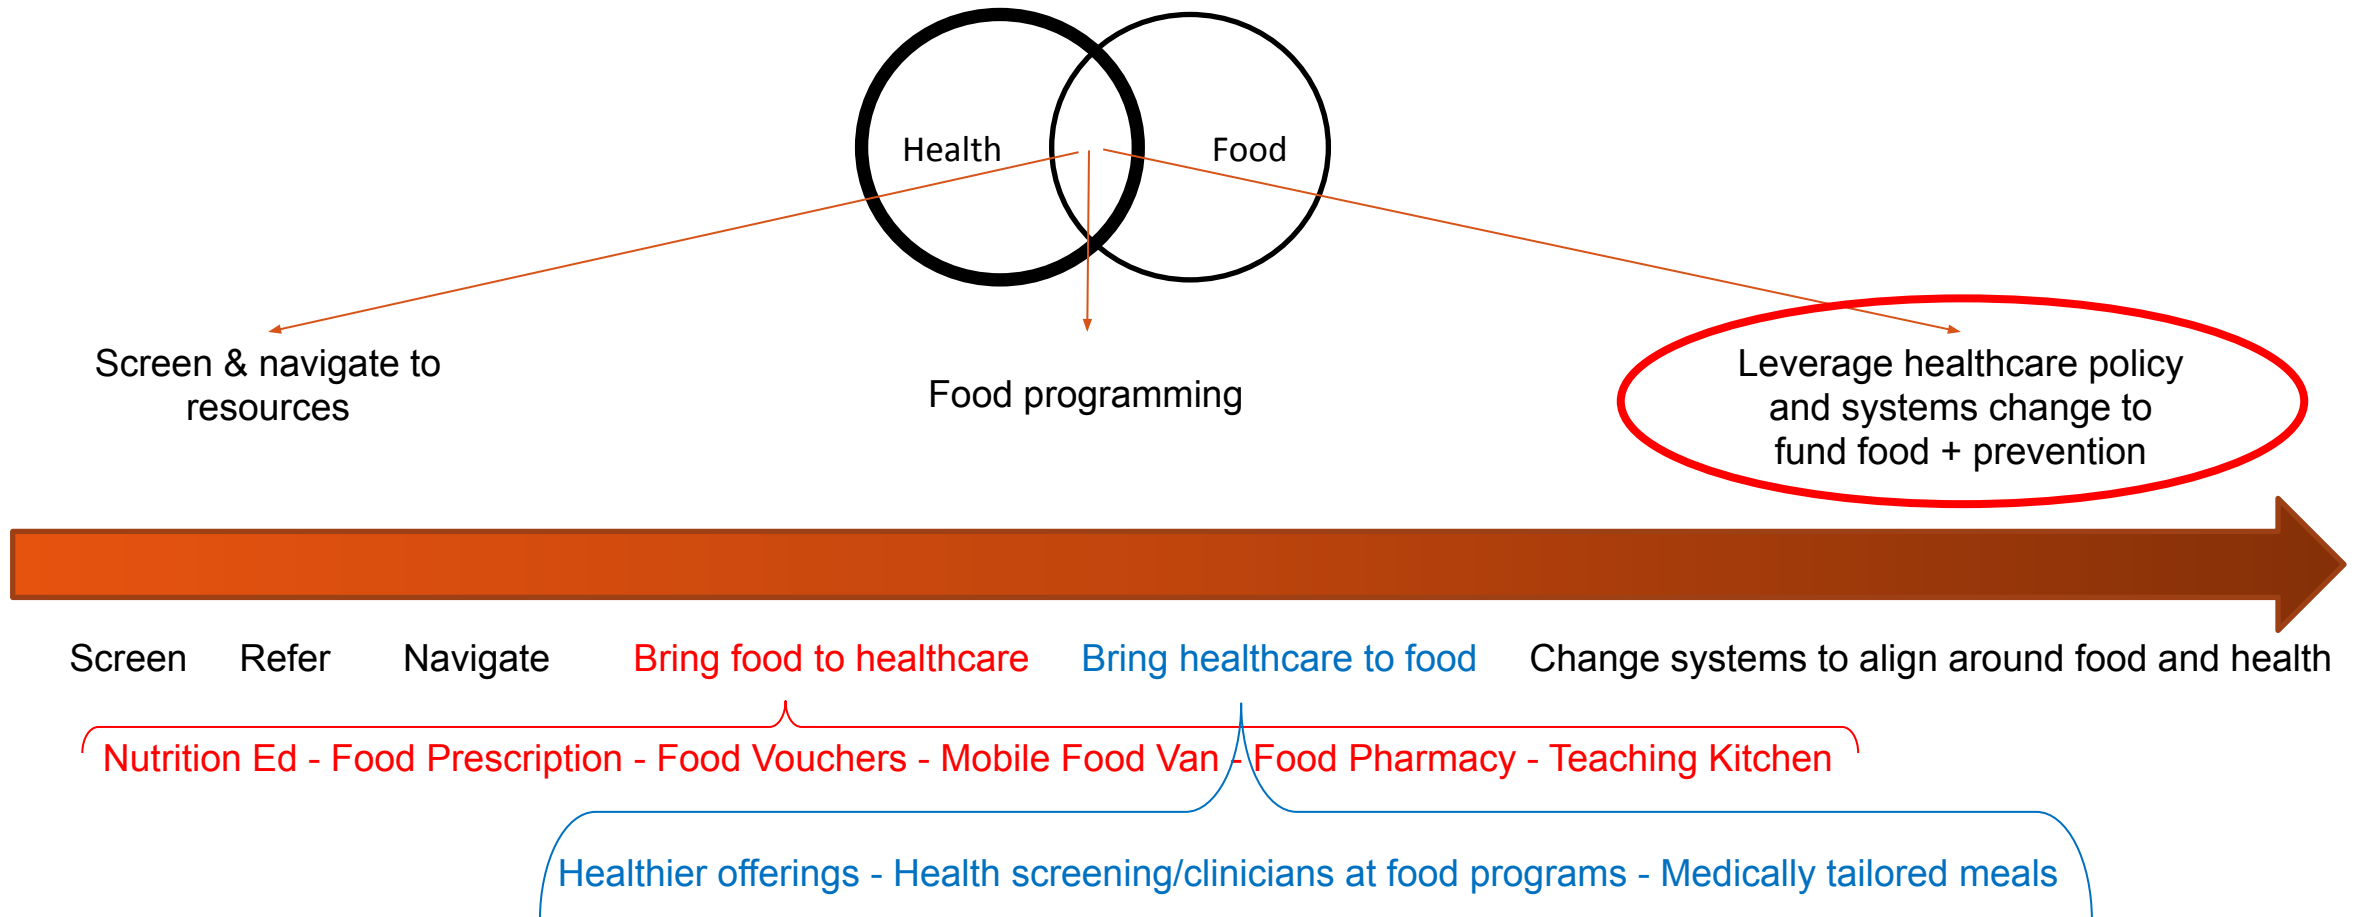 Health
Food
Screen & navigate to
resources
Food programming
Leverage healthcare policy
and systems change to
fund food + prevention
Screen
Refer
Navigate
Bring food to healthcare
Bring healthcare to food
Change systems to align around food and health
Nutrition Ed - Food Prescription - Food Vouchers - Mobile Food Van - Food Pharmacy - Teaching Kitchen
Healthier offerings - Health screening/clinicians at food programs - Medically tailored meals